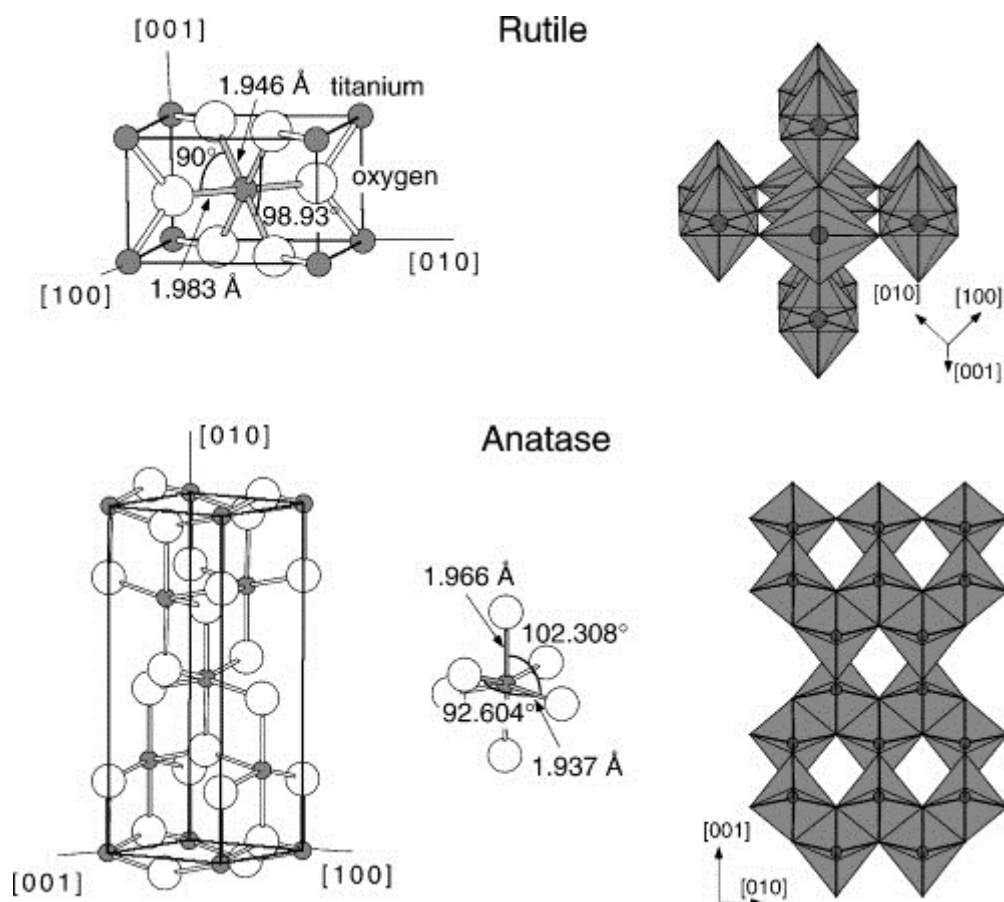 Rutile
[001]
1.946 Å
titanium
90°
oxygen
98.93°
[010]
[100]
1.983 Å
[010]
[100]
[001]
Anatase
[010]
1.966 Å
102.308°
92.604°
1.937 Å
[001]
[100]
[001]
[010]